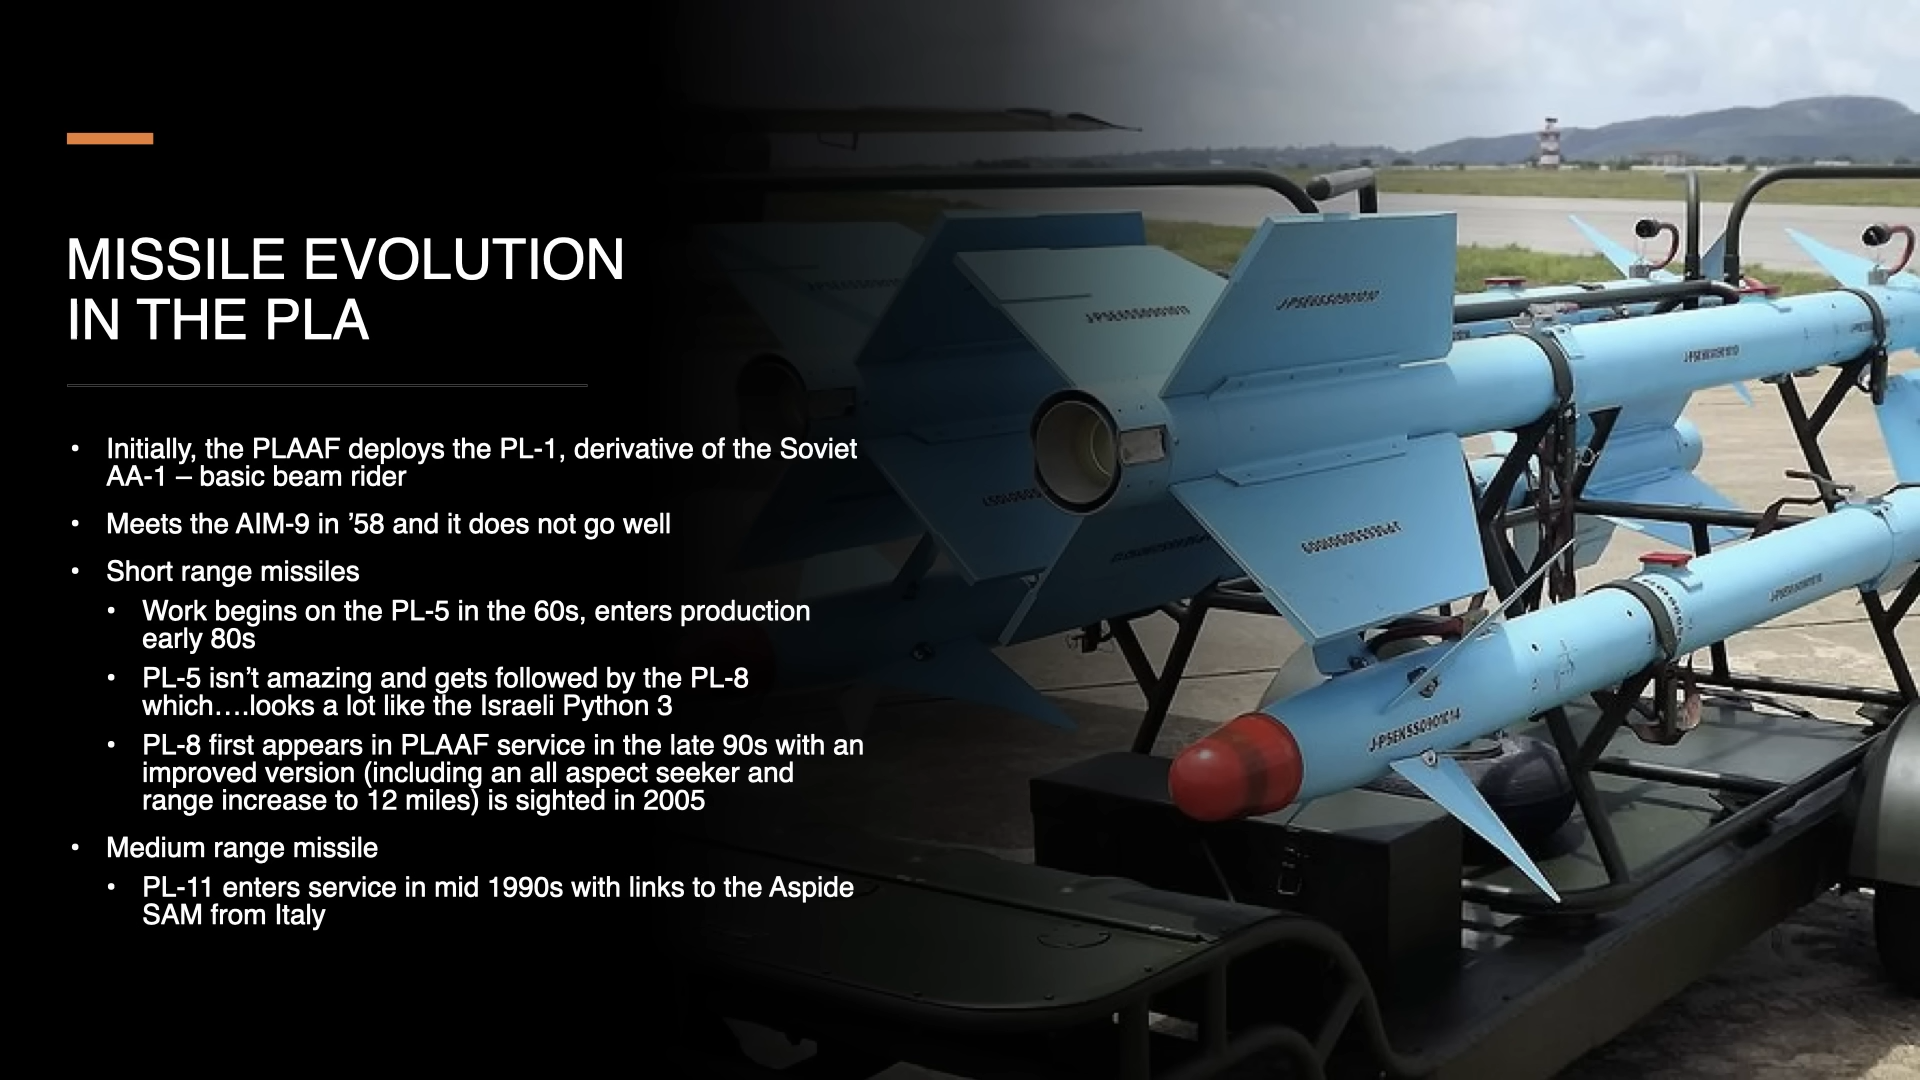 MISSILE EVOLUTION
IN THE PLA
• Initially, the PLAAF deploys the PL-1, derivative of the Soviet
AA-1 – basic beam rider
• Meets the AIM-9 in ’58 and it does not go well
• Short range missiles
• Work begins on the PL-5 in the 60s, enters production
early 80s
• PL-5 isn’t amazing and gets followed by the PL-8
which….looks a lot like the Israeli Python 3
• PL-8 first appears in PLAAF service in the late 90s with an
improved version (including an all aspect seeker and
range increase to 12 miles) is sighted in 2005
• Medium range missile
• PL-11 enters service in mid 1990s with links to the Aspide
SAM from Italy